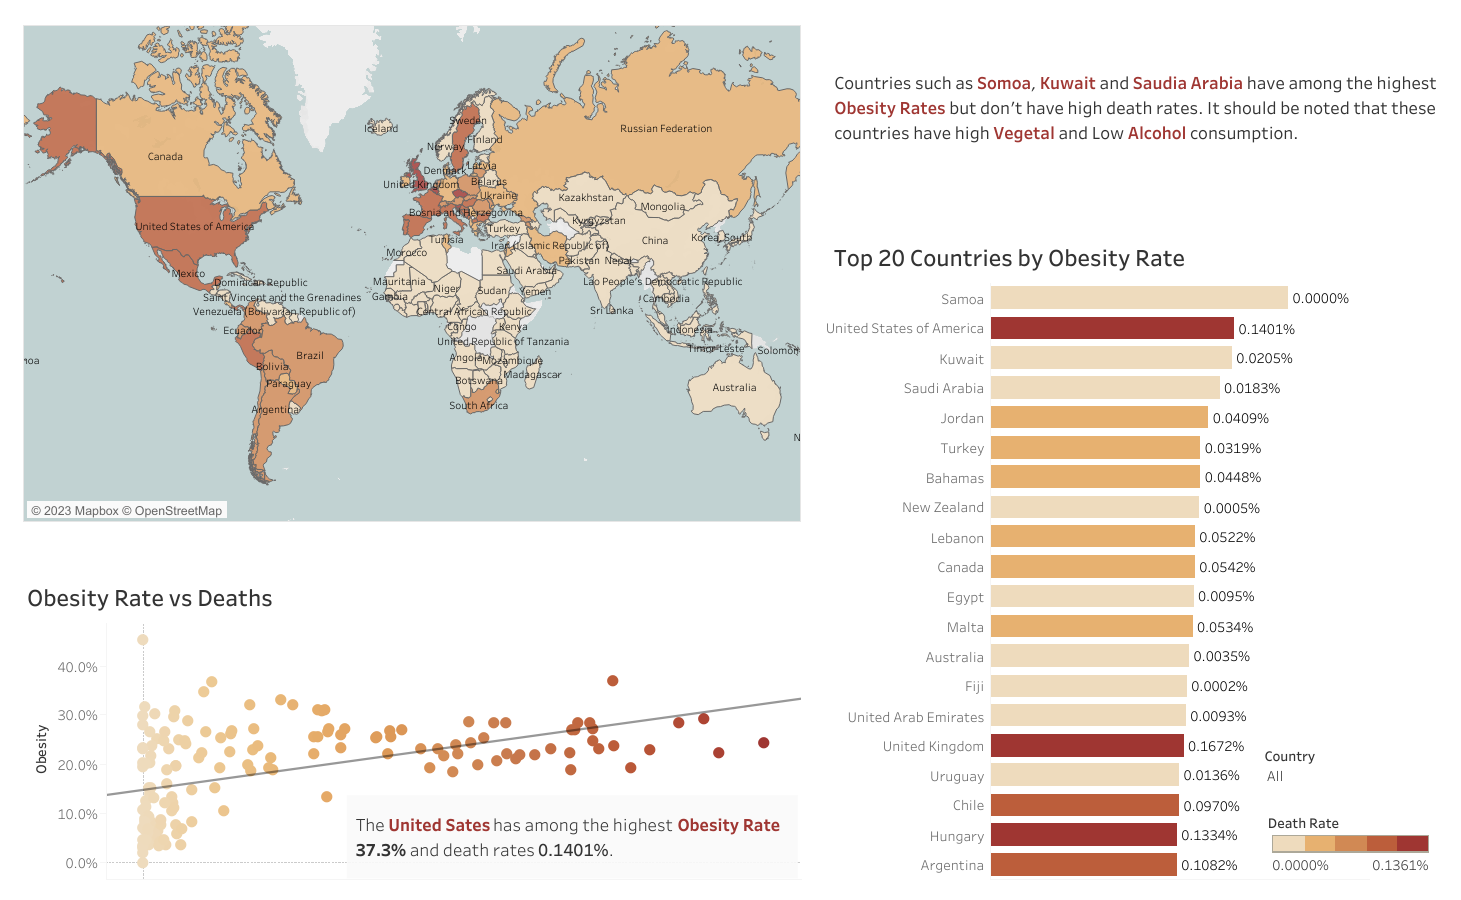 Iceland
Sweden
Finland
Norway
Russian Federation
Canada
Denmark
Latvia
United Kingdom
Belarus
Ukraine
Kazakhstan
Mongolia
Bosnia and Herzegovina
United States of America
Turkey
Kyrgyzstan
China
Korea, South
Tunisia
Iran (Islamic Republic of)
Morocco
Pakistan
Nepal
Mexico
Saudi Arabia
Dominican Republic
Mauritania
Niger
Sudan
Yemen
Lao People's Democratic Republic
Saint Vincent and the Grenadines
Gambia
Cambodia
Venezuela (Bolivarian Republic of)
Central African Republic
Sri Lanka
Ecuador
Congo
Kenya
Indonesia
United Republic of Tanzania
Timor-Leste
Solomon
Brazil
Angola
Mozambique
noa
Bolivia
Madagascar
Paraguay
Botswana
Australia
Argentina
South Africa
N
© 2023 Mapbox © OpenStreetMap
Countries such as Somoa, Kuwait and Saudia Arabia have among the highest
Obesity Rates but don't have high death rates. It should be noted that these
countries have high Vegetal and Low Alcohol consumption.
Top 20 Countries by Obesity Rate
Samoa 0.0000%
United States of America 0.1401%
Kuwait 0.0205%
Saudi Arabia 0.0183%
Jordan 0.0409%
Turkey 0.0319%
Bahamas 0.0448%
New Zealand 0.0005%
Lebanon 0.0522%
Canada 0.0542%
Egypt 0.0095%
Malta 0.0534%
Australia 0.0035%
Fiji 0.0002%
United Arab Emirates 0.0093%
United Kingdom 0.1672%
Uruguay 0.0136%
Chile 0.0970%
Hungary 0.1334%
Argentina 0.1082%
Country
All
Death Rate
0.0000% 0.1361%
Obesity Rate vs Deaths
Obesity
40.0%
30.0%
20.0%
10.0%
0.0%
The United Sates has among the highest Obesity Rate
37.3% and death rates 0.1401%.